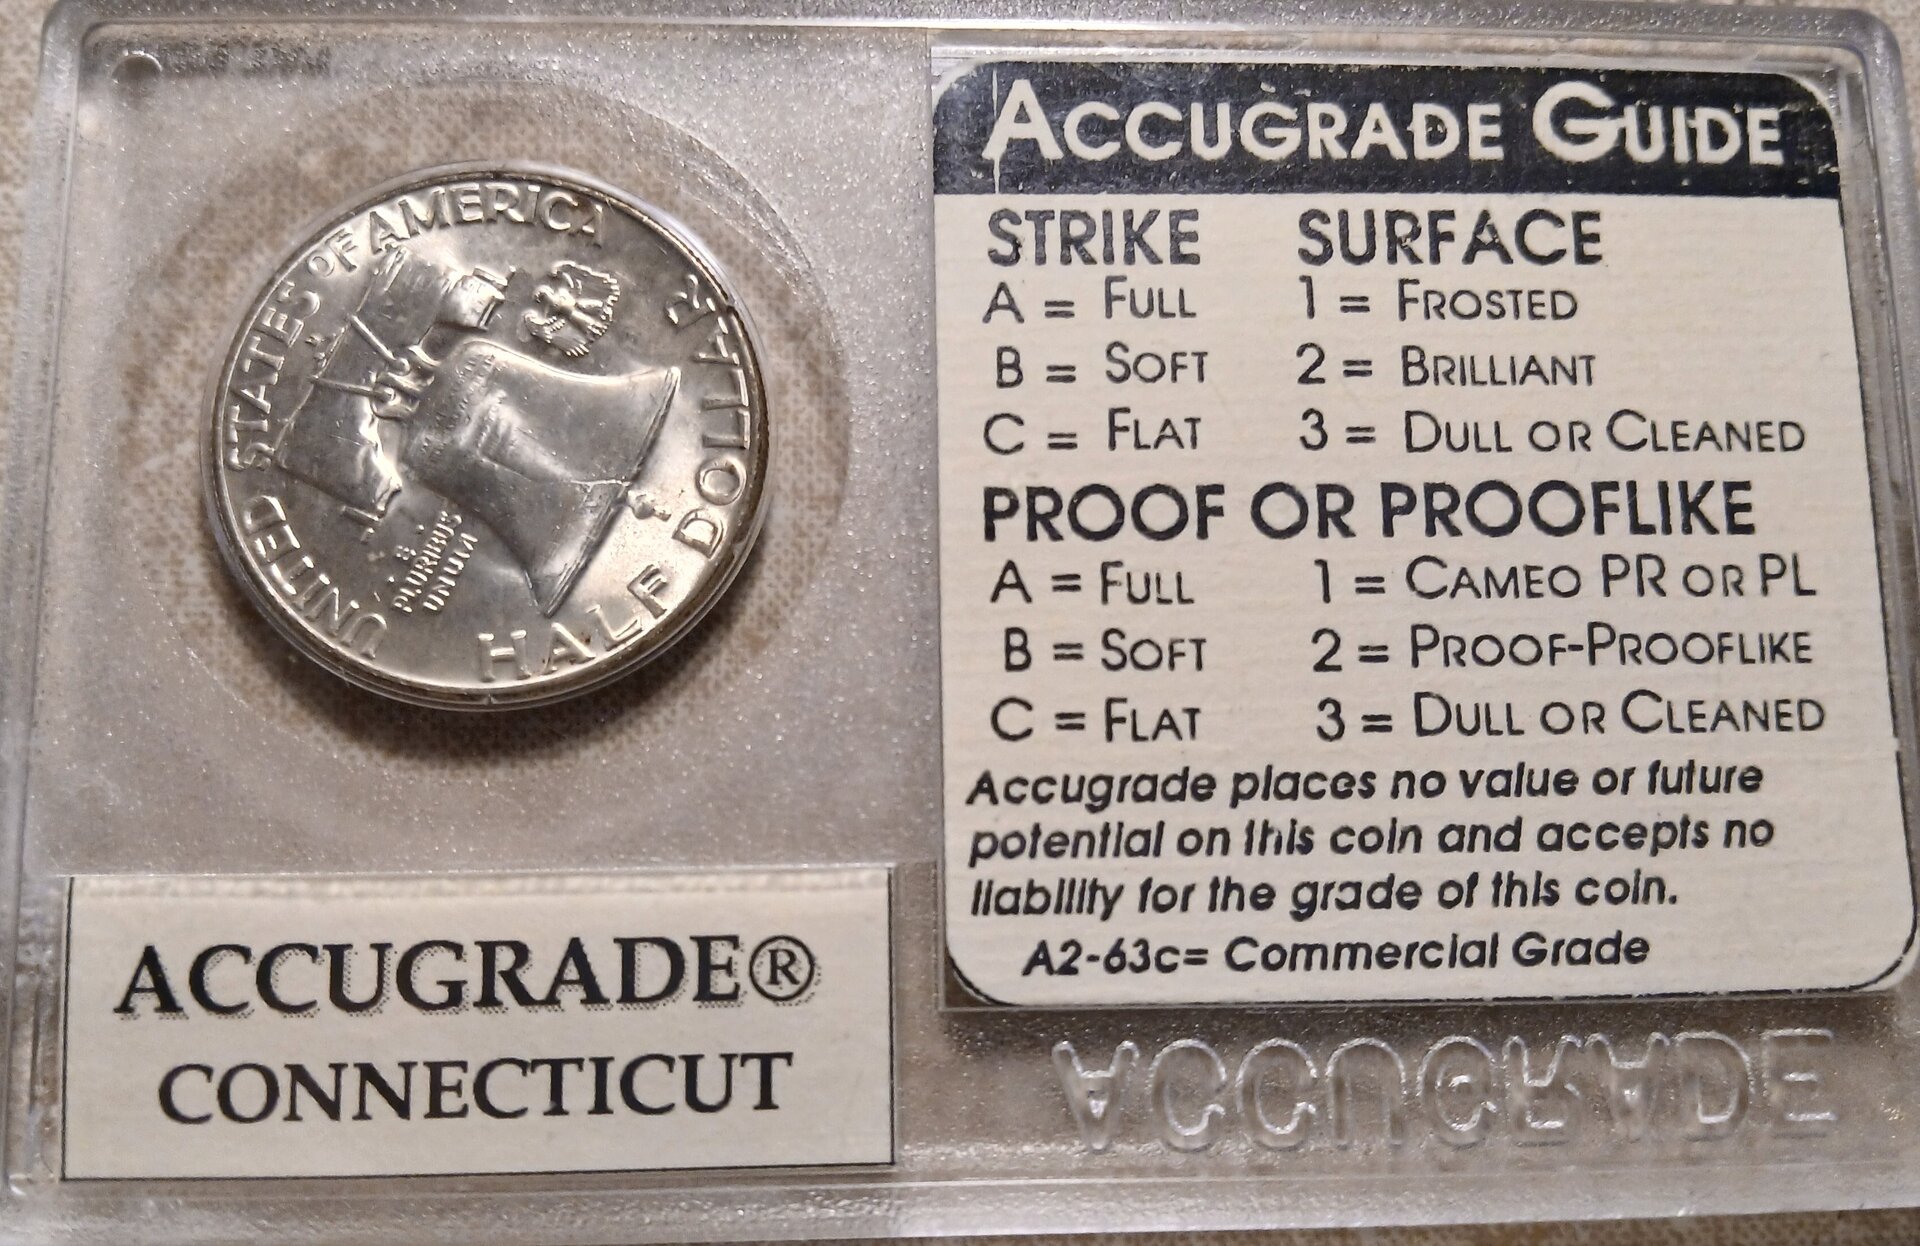 UNITED STATES OF AMERICA
E
PLURIBUS
UNUM
HALF DOLLAR
ACCUGRADE®
CONNECTICUT
ACCUGRADE GUIDE
STRIKE SURFACE
A = FULL 1 = FROSTED
B = SOFT 2 = BRILLIANT
C = FLAT 3 = DULL OR CLEANED
PROOF OR PROOFLIKE
A = FULL 1 = CAMEO PR OR PL
B = SOFT 2 = PROOF-PROOFLIKE
C = FLAT 3 = DULL OR CLEANED
Accugrade places no value or future
potential on this coin and accepts no
liability for the grade of this coin.
A2-63c= Commercial Grade
ACCUGRADE